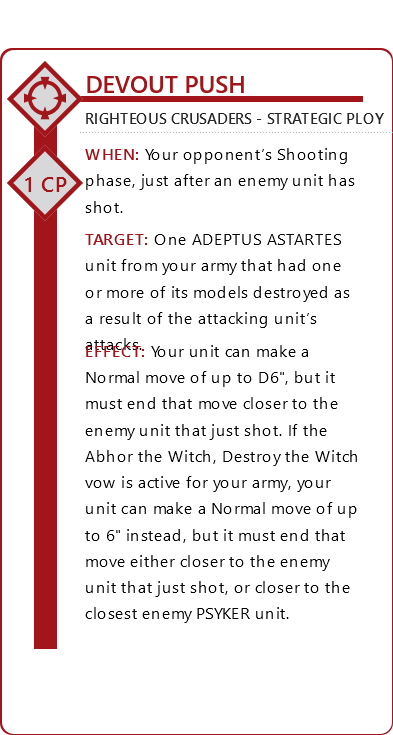 DEVOUT PUSH
RIGHTEOUS CRUSADERS - STRATEGIC PLOY
1 CP
WHEN: Your opponent's Shooting
phase, just after an enemy unit has
shot.
TARGET: One ADEPTUS ASTARTES
unit from your army that had one
or more of its models destroyed as
a result of the attacking unit's
attacks.
EFFECT: Your unit can make a
Normal move of up to D6", but it
must end that move closer to the
enemy unit that just shot. If the
Abhor the Witch, Destroy the Witch
vow is active for your army, your
unit can make a Normal move of up
to 6" instead, but it must end that
move either closer to the enemy
unit that just shot, or closer to the
closest enemy PSYKER unit.